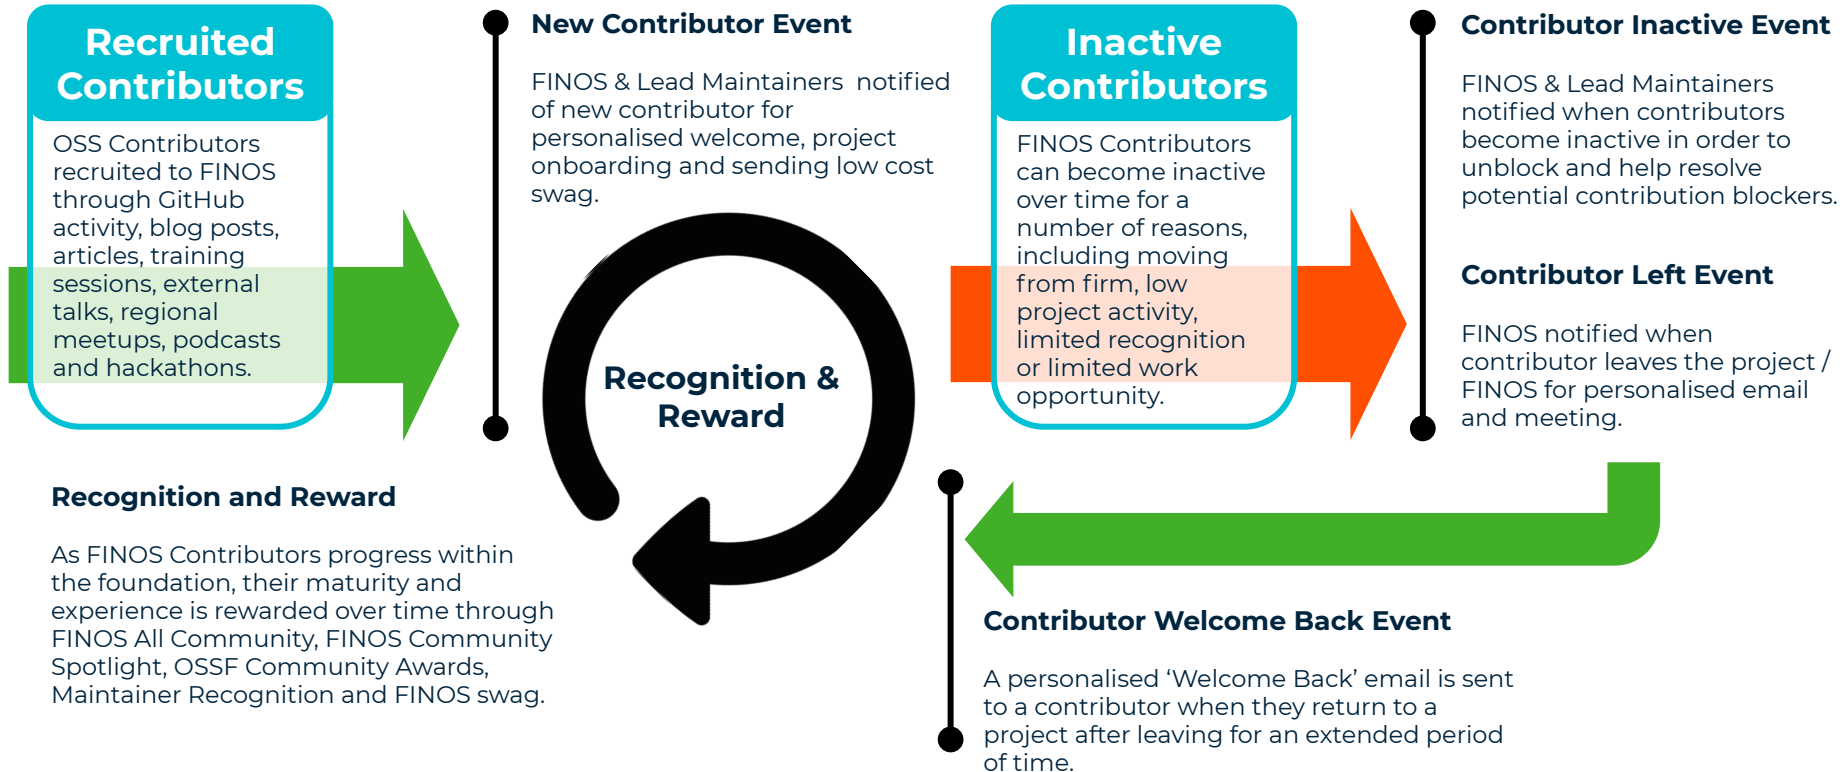 Recruited
Contributors
OSS Contributors
recruited to FINOS
through GitHub
activity, blog posts,
articles, training
sessions, external
talks, regional
meetups, podcasts
and hackathons.
New Contributor Event
FINOS & Lead Maintainers  notified
of new contributor for
personalised welcome, project
onboarding and sending low cost
swag.
Recognition &
Reward
Inactive
Contributors
FINOS Contributors
can become inactive
over time for a
number of reasons,
including moving
from firm, low
project activity,
limited recognition
or limited work
opportunity.
Contributor Inactive Event
FINOS & Lead Maintainers
notified when contributors
become inactive in order to
unblock and help resolve
potential contribution blockers.
Contributor Left Event
FINOS notified when
contributor leaves the project /
FINOS for personalised email
and meeting.
Recognition and Reward
As FINOS Contributors progress within
the foundation, their maturity and
experience is rewarded over time through
FINOS All Community, FINOS Community
Spotlight, OSSF Community Awards,
Maintainer Recognition and FINOS swag.
Contributor Welcome Back Event
A personalised ‘Welcome Back’ email is sent
to a contributor when they return to a
project after leaving for an extended period
of time.